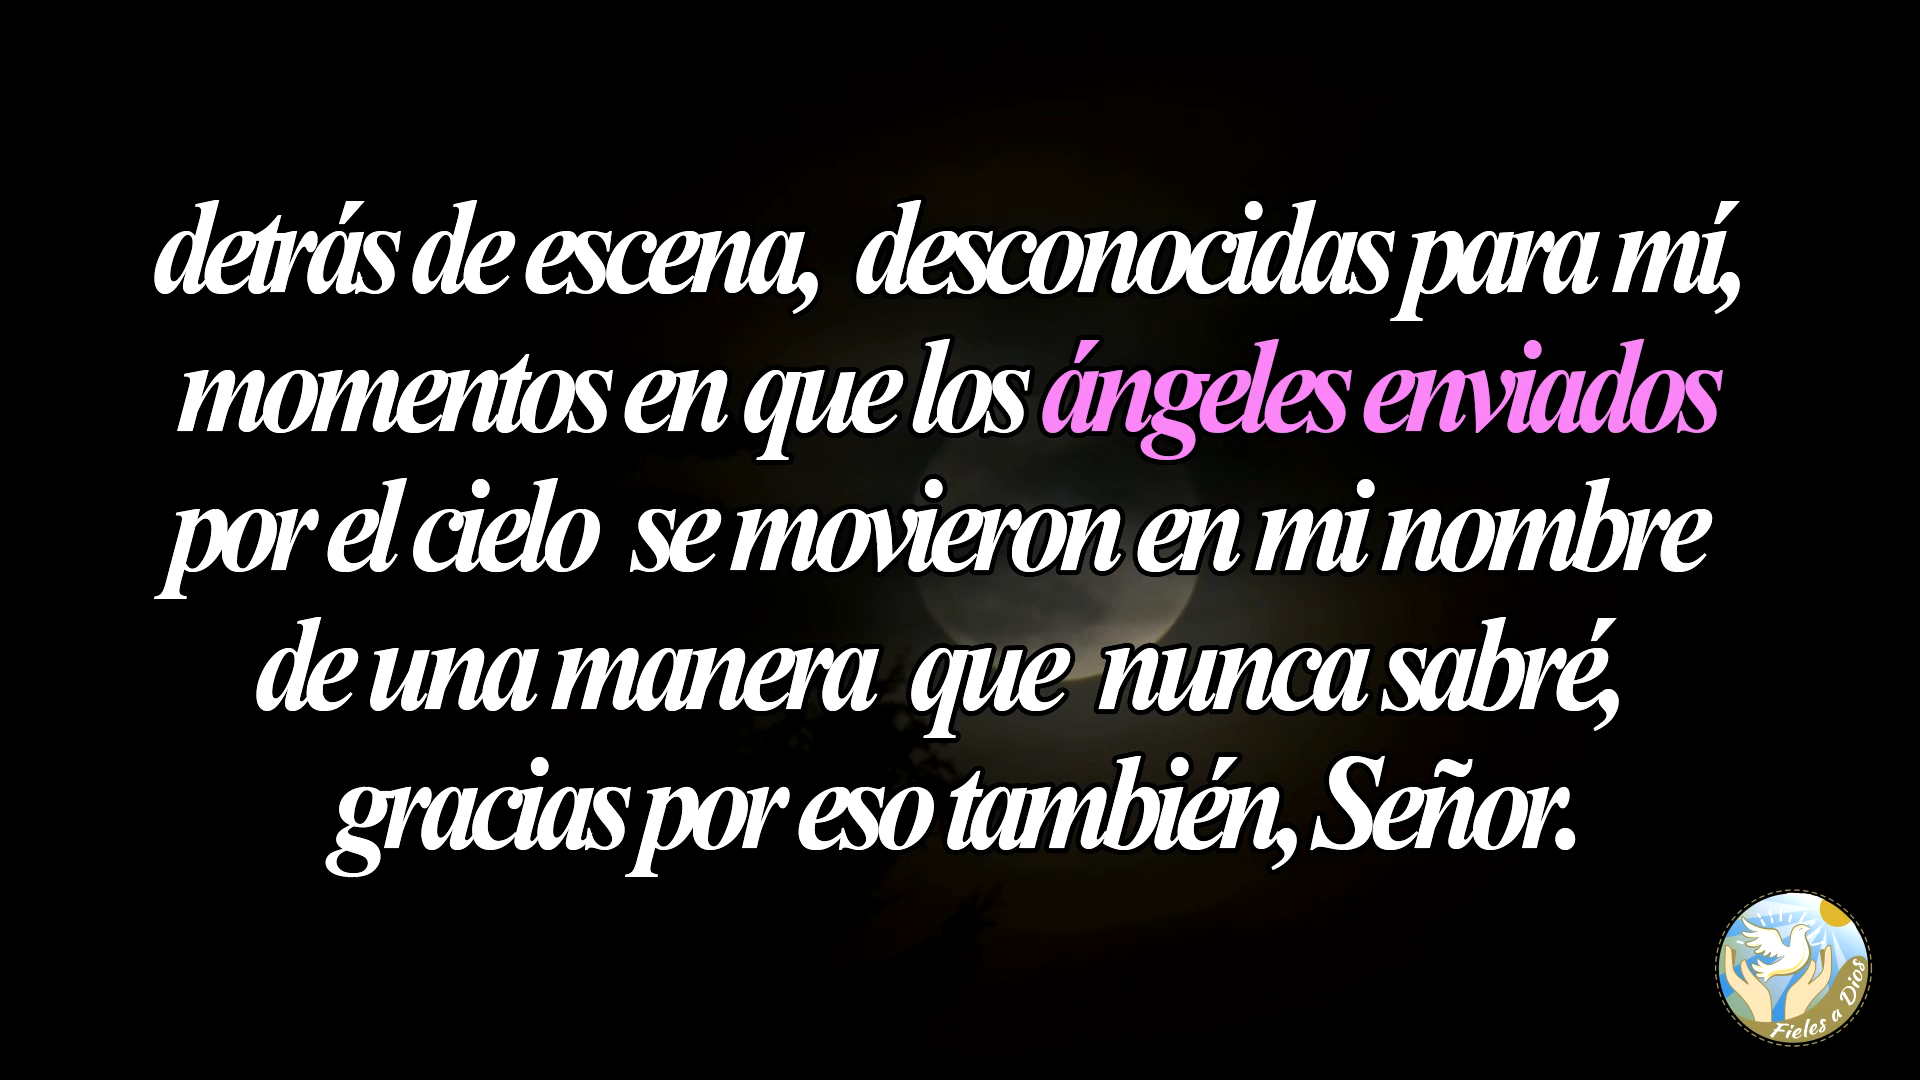 detrás de escena, desconocidas para mí,
momentos en que los ángeles enviados
por el cielo se movieron en mi nombre
de una manera que nunca sabré,
gracias por eso también, Señor.
Fieles a Dios